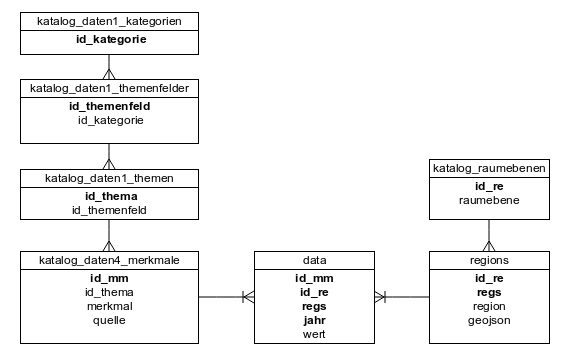 katalog_daten1_kategorien
id_kategorie
katalog_daten1_themenfelder
id_themenfeld
id_kategorie
katalog_daten1_themen
id_thema
id_themenfeld
katalog_daten4_merkmale
id_mm
id_thema
merkmal
quelle
data
id_mm
id_re
regs
jahr
wert
katalog_raumebenen
id_re
raumebene
regions
id_re
regs
region
geojson